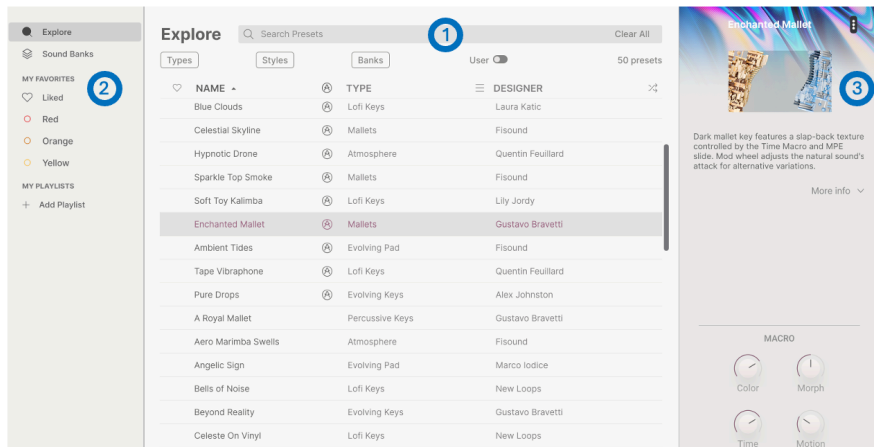 Explore
Sound Banks
MY FAVORITES
Liked
Red
Orange
Yellow
MY PLAYLISTS
+ Add Playlist
2
Explore
Search Presets
1
Clear All
Types
Styles
Banks
User
50 presets
NAME TYPE DESIGNER
Blue Clouds Lofi Keys Laura Katic
Celestial Skyline Mallets Fisound
Hypnotic Drone Atmosphere Quentin Feuillard
Sparkle Top Smoke Mallets Fisound
Soft Toy Kalimba Lofi Keys Lily Jordy
Enchanted Mallet Mallets Gustavo Bravetti
Ambient Tides Evolving Pad Fisound
Tape Vibraphone Lofi Keys Quentin Feuillard
Pure Drops Evolving Keys Alex Johnston
A Royal Mallet Percussive Keys Gustavo Bravetti
Aero Marimba Swells Atmosphere Fisound
Angelic Sign Evolving Pad Marco Iodice
Bells of Noise Lofi Keys New Loops
Beyond Reality Evolving Keys Gustavo Bravetti
Celeste On Vinyl Lofi Keys New Loops
Enchanted Mallet
3
Dark mallet key features a slap-back texture
controlled by the Time Macro and MPE
slide. Mod wheel adjusts the natural sound's
attack for alternative variations.
More info
MACRO
Color Morph
Time Motion